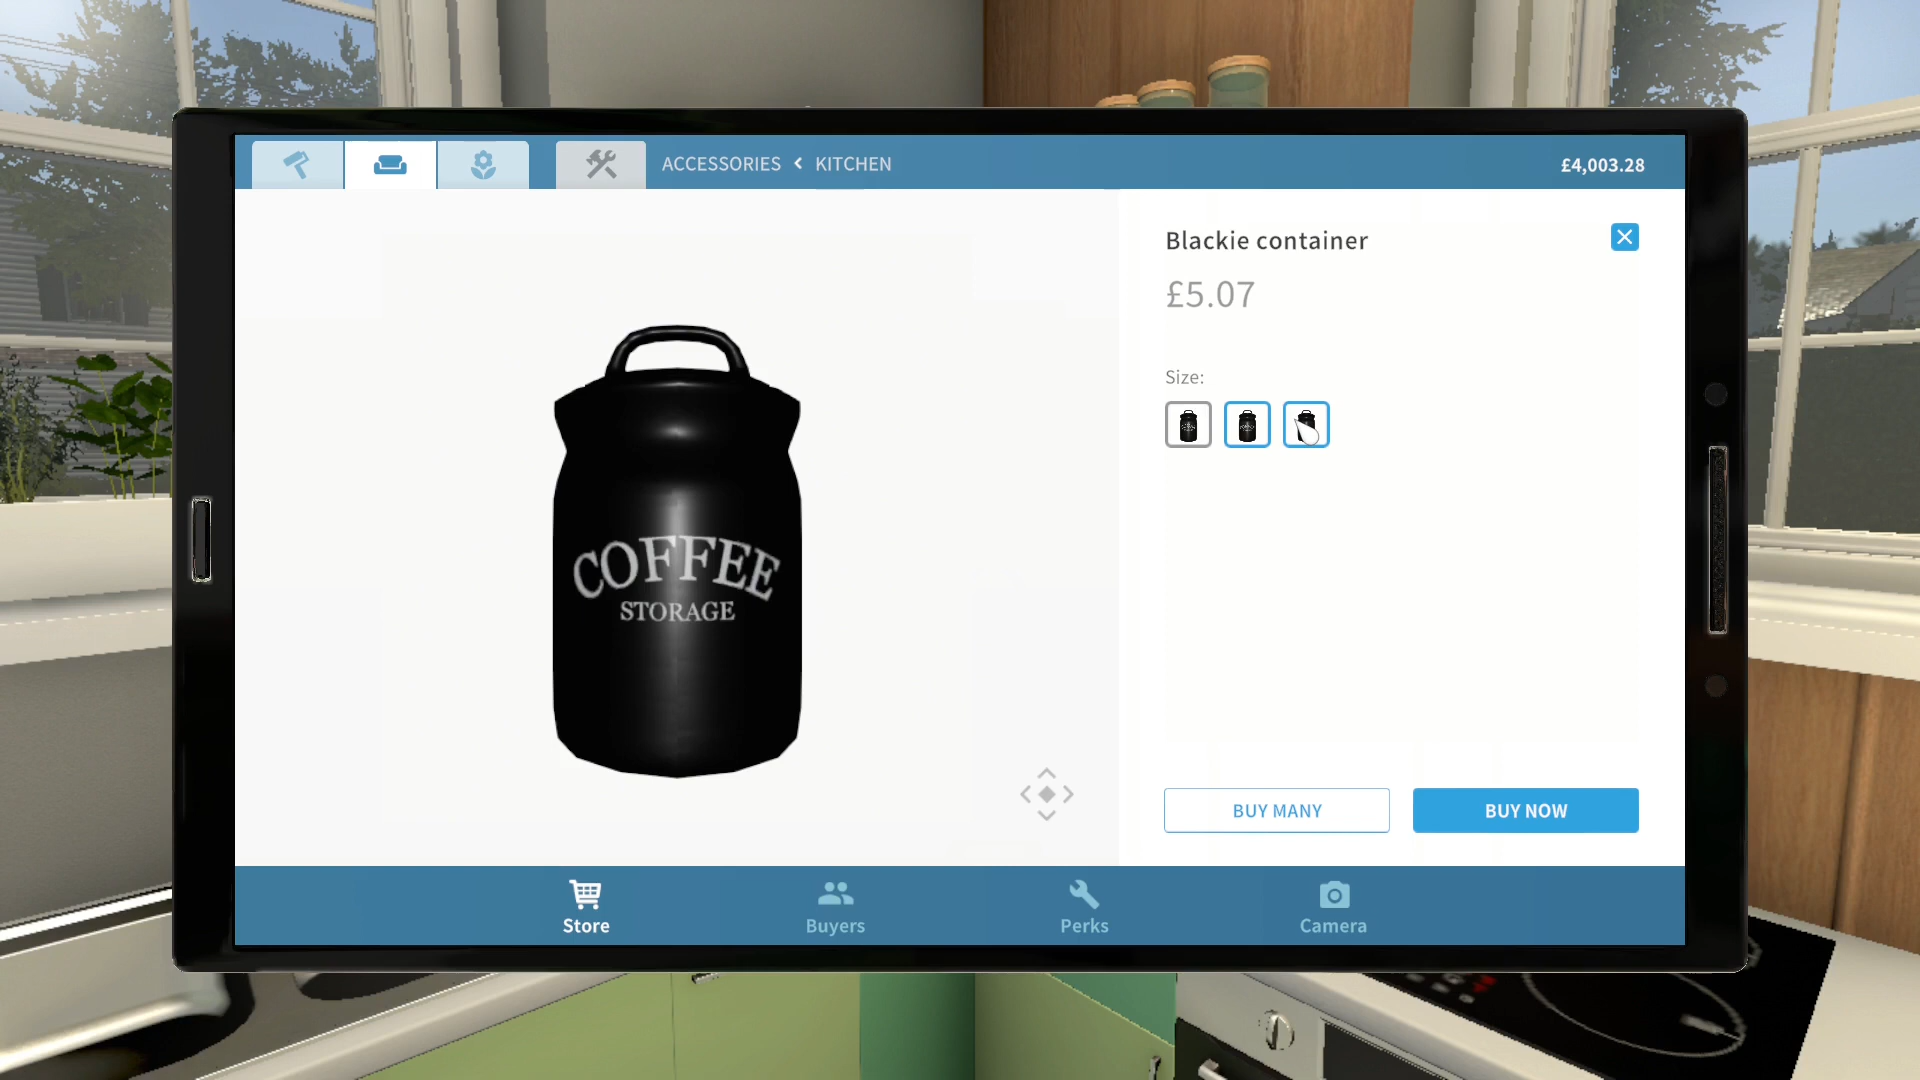 ACCESSORIES < KITCHEN
£4,003.28
Blackie container
£5.07
Size:
COFFEE
STORAGE
BUY MANY
BUY NOW
Store
Buyers
Perks
Camera